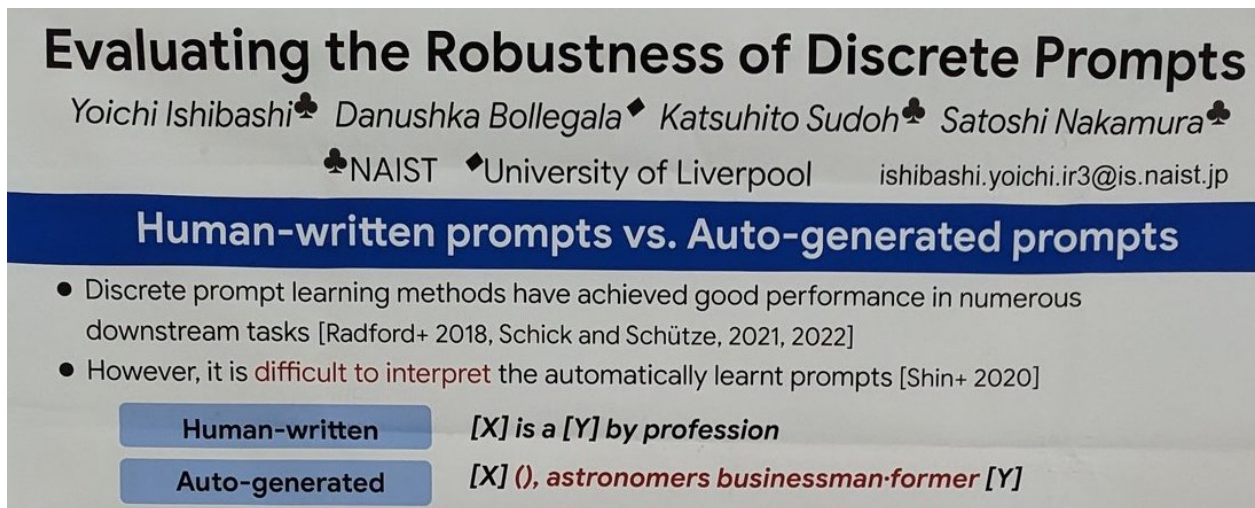 Evaluating the Robustness of Discrete Prompts
Yoichi Ishibashi♣ Danushka Bollegala♦ Katsuhito Sudoh♣ Satoshi Nakamura♣
♣NAIST ♦University of Liverpool ishibashi.yoichi.ir3@is.naist.jp
Human-written prompts vs. Auto-generated prompts
● Discrete prompt learning methods have achieved good performance in numerous
downstream tasks [Radford+ 2018, Schick and Schütze, 2021, 2022]
● However, it is difficult to interpret the automatically learnt prompts [Shin+ 2020]
Human-written [X] is a [Y] by profession
Auto-generated [X] (), astronomers businessman·former [Y]